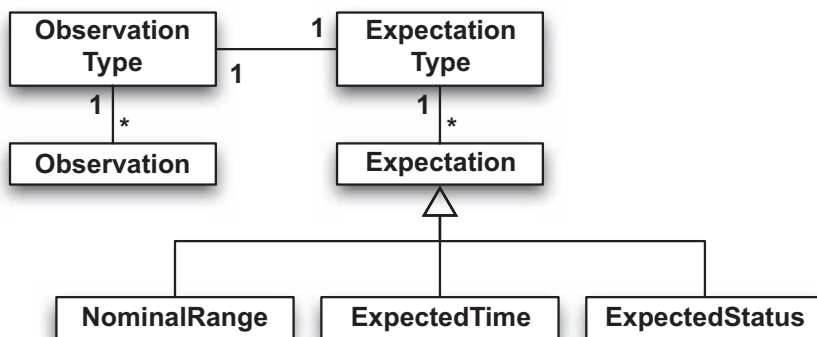 Observation
Type
1
1
Expectation
Type
1
*
1
*
Observation
Expectation
NominalRange
ExpectedTime
ExpectedStatus